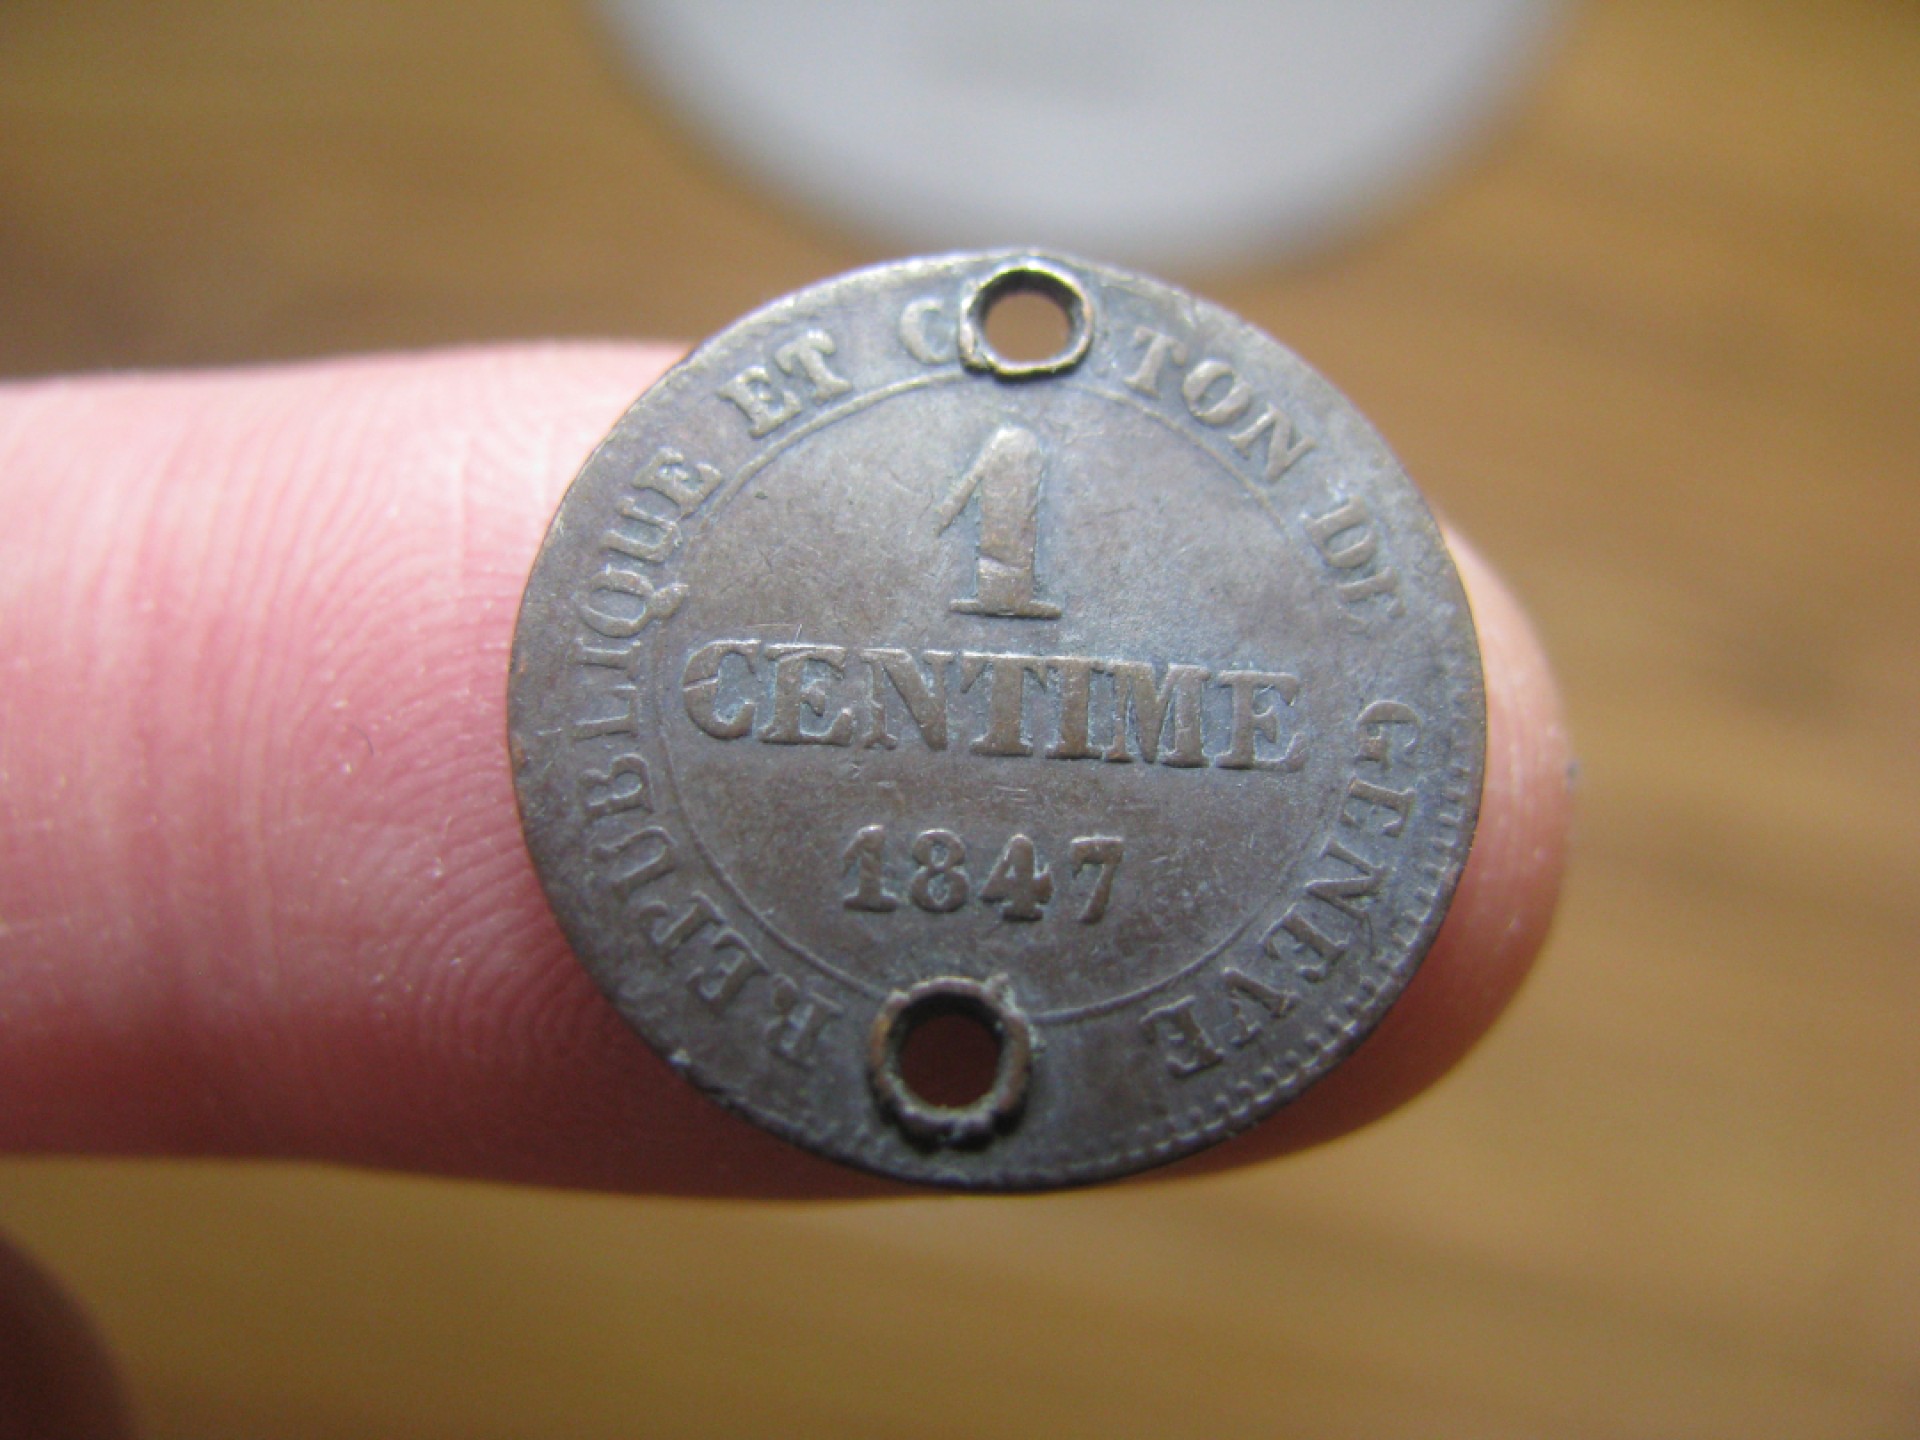 REPUBLIQUE ET C TON DE GENEVE
1
CENTIME
1847